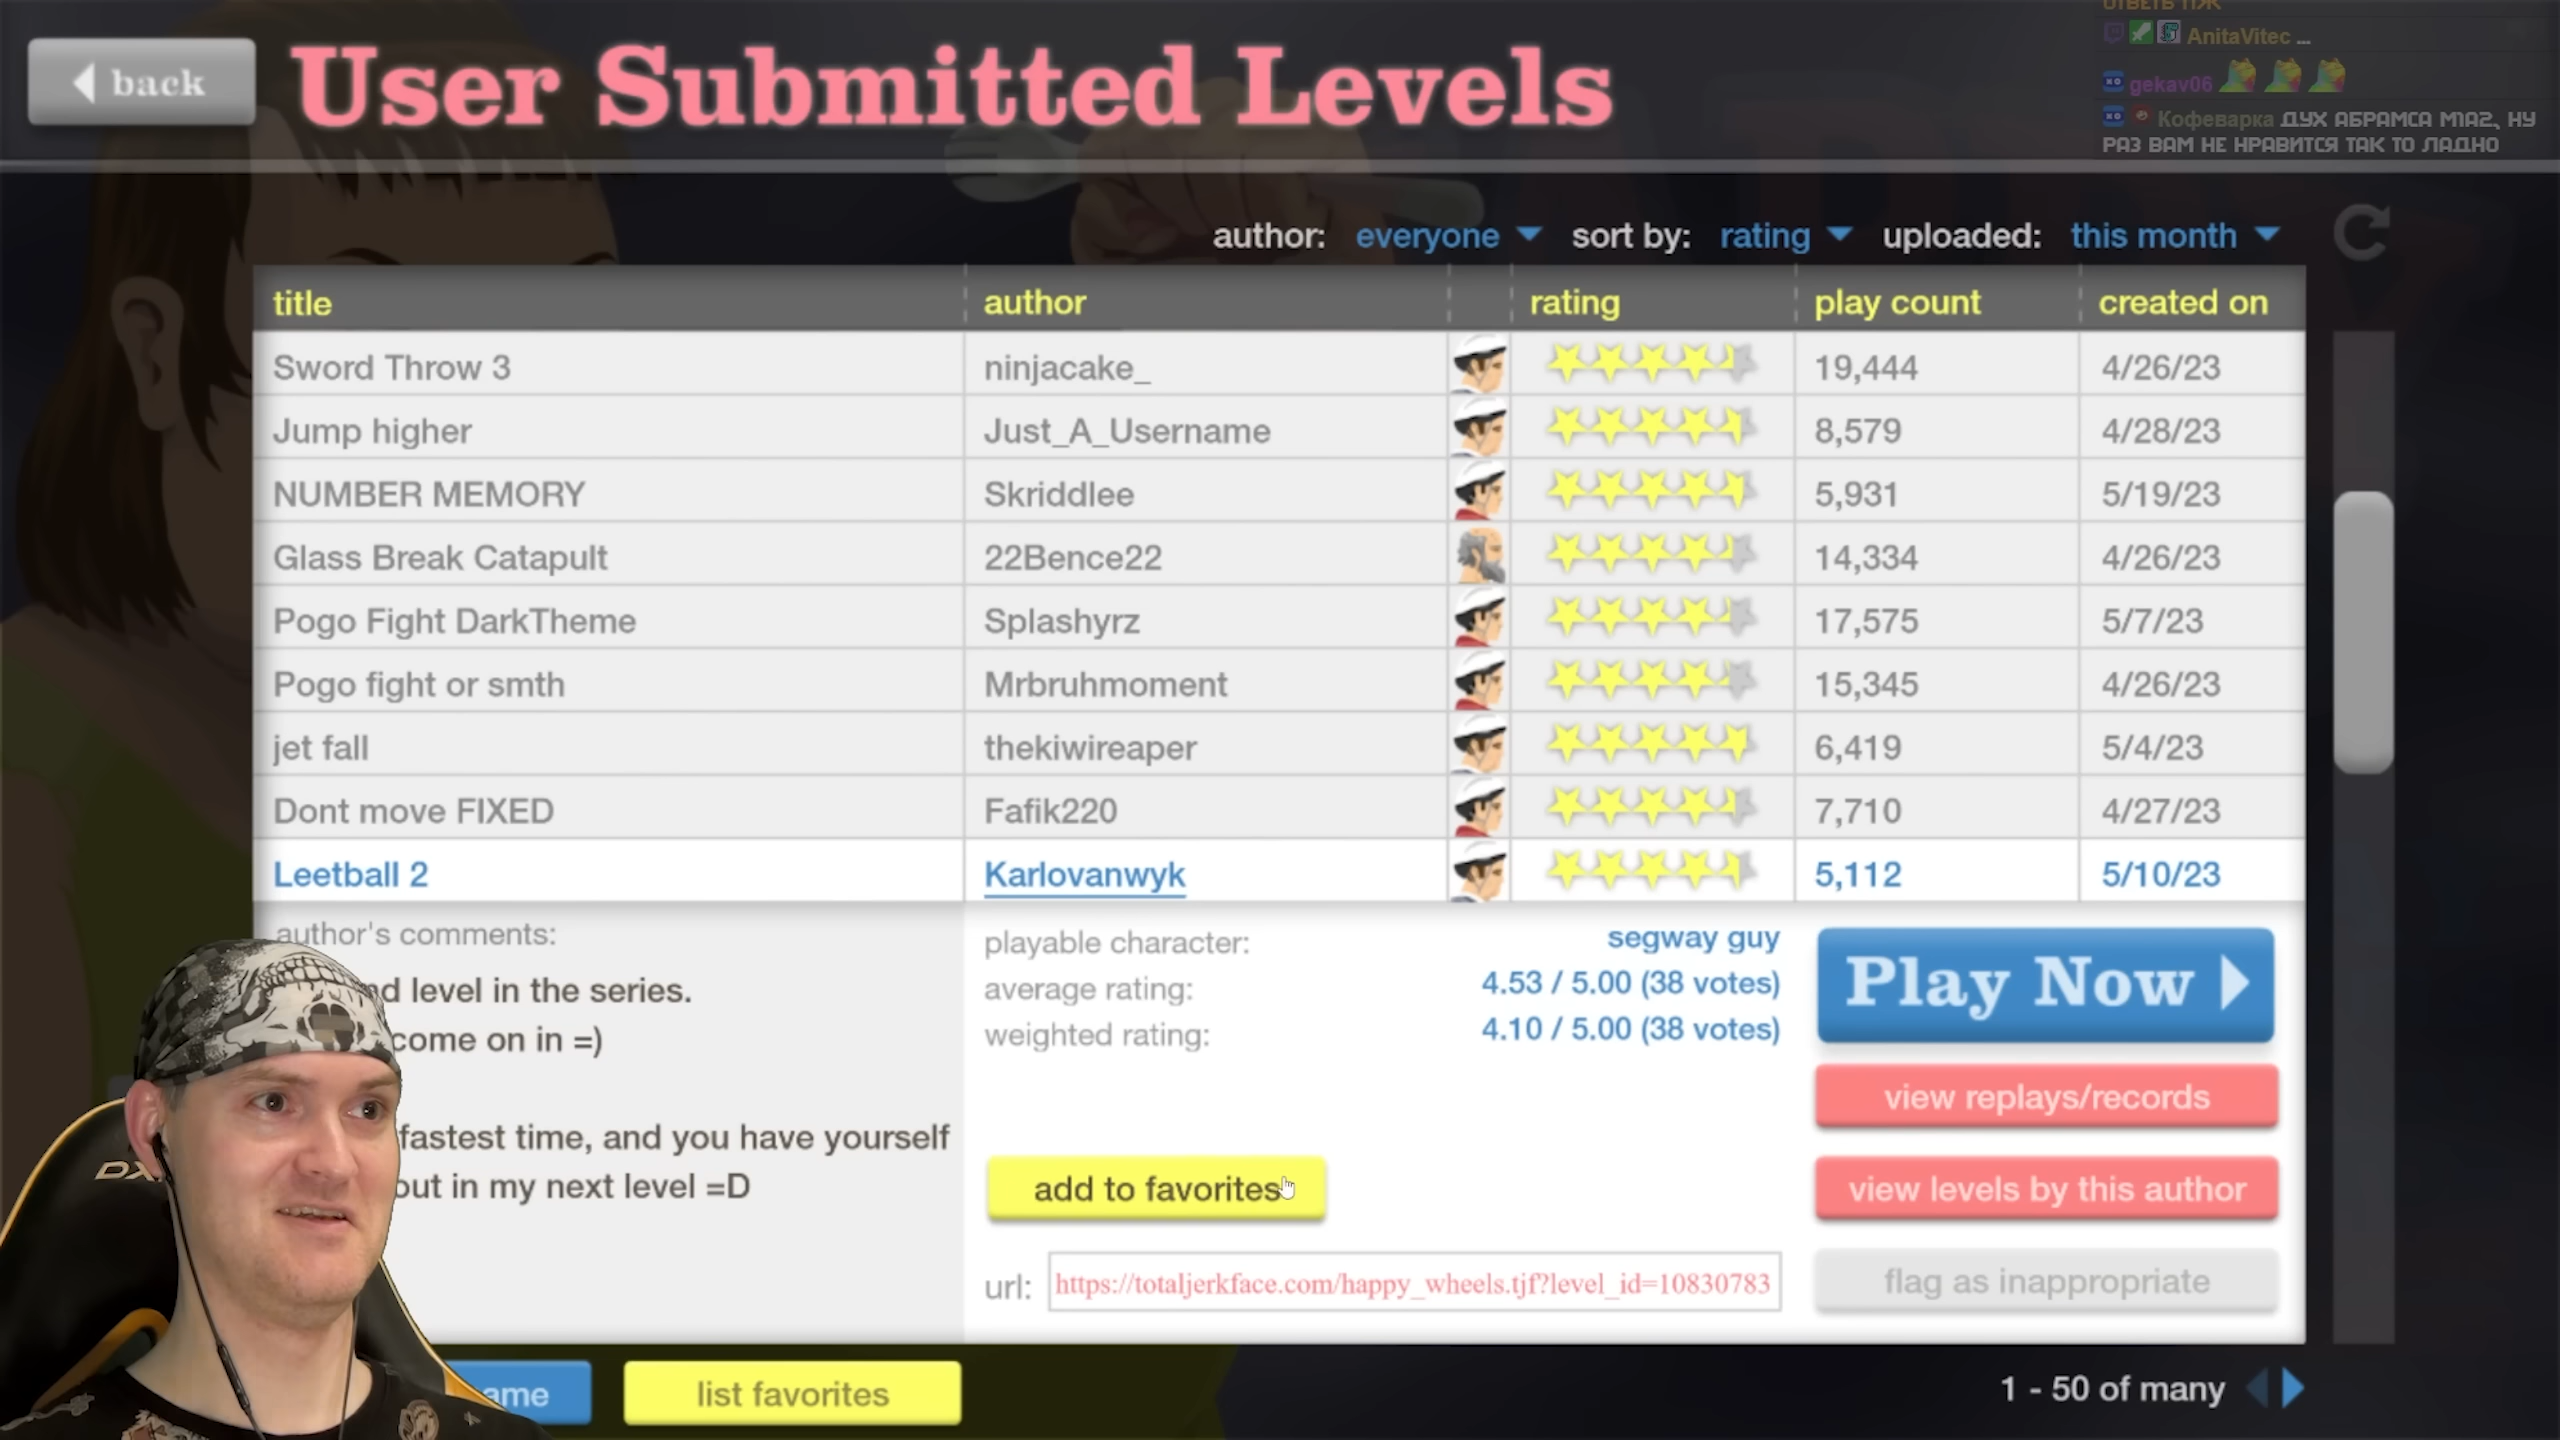 back
User Submitted Levels
AnitaVitec ...
gekav06
Кофеварка ДУХ АБРАМСА М1А2, НУ
РАЗ ВАМ НЕ НРАВИТСЯ ТАК ТО ЛАДНО
author: everyone sort by: rating uploaded: this month
title author rating play count created on
Sword Throw 3 ninjacake_ 19,444 4/26/23
Jump higher Just_A_Username 8,579 4/28/23
NUMBER MEMORY Skriddlee 5,931 5/19/23
Glass Break Catapult 22Bence22 14,334 4/26/23
Pogo Fight DarkTheme Splashyrz 17,575 5/7/23
Pogo fight or smth Mrbruhmoment 15,345 4/26/23
jet fall thekiwireaper 6,419 5/4/23
Dont move FIXED Fafik220 7,710 4/27/23
Leetball 2 Karlovanwyk 5,112 5/10/23
author's comments:
level in the series.
come on in =)
fastest time, and you have yourself
in my next level =D
playable character: segway guy
average rating: 4.53 / 5.00 (38 votes)
weighted rating: 4.10 / 5.00 (38 votes)
add to favorites
url: https://totaljerkface.com/happy_wheels.tjf?level_id=10830783
Play Now
view replays/records
view levels by this author
flag as inappropriate
list favorites
1 - 50 of many